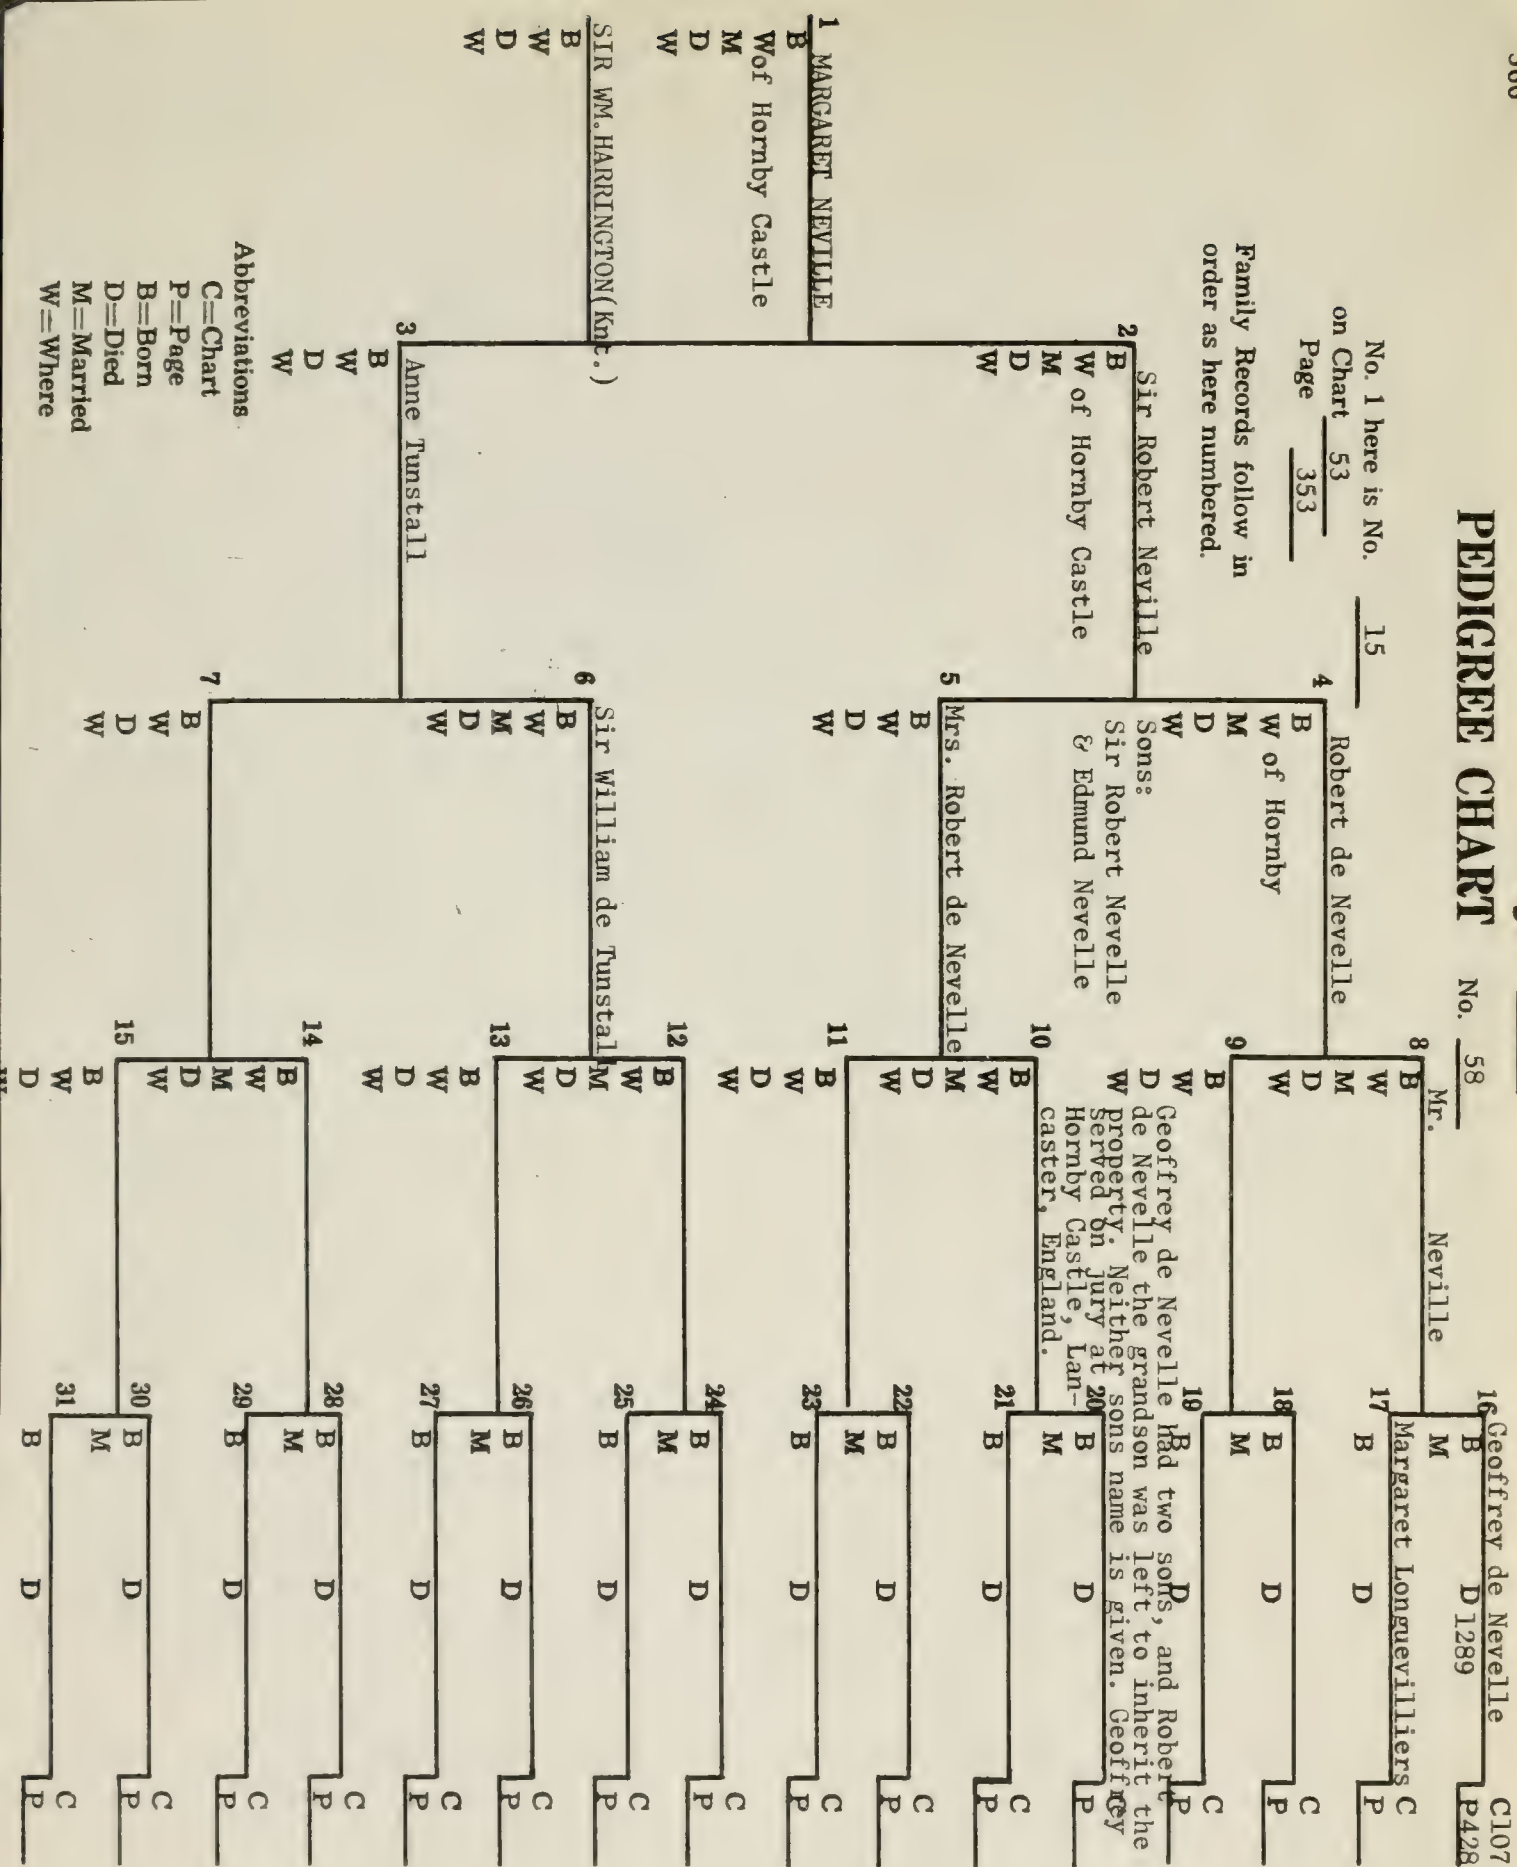 PEDIGREE CHART No. 58
No. 1 here is No. 15
on Chart 53
Page 353
Family Records follow in
order as here numbered.
1 MARGARET NEVILLE
B
W of Hornby Castle
M
D
W
SIR WM.HARRINGTON(Knt.)
B
W
D
W
Abbreviations
C=Chart
P=Page
B=Born
D=Died
M=Married
W=Where
2 Sir Robert Neville
B
W of Hornby Castle
M
D
W
3 Anne Tunstall
B
W
D
W
4 Robert de Nevelle
B
W of Hornby
M
D
W
Sons:
Sir Robert Nevelle
& Edmund Nevelle
5 Mrs. Robert de Nevelle
B
W
D
W
6 Sir William de Tunstall
B
W
M
D
W
7
B
W
D
W
8 Mr. Neville
B
W
M
D
W
9
B
W
D
W
Geoffrey de Nevelle had two sons, and Robert
de Nevelle the grandson was left to inherit the
property. Neither sons name is given. Geoffrey
served on jury at
Hornby Castle, Lan-
caster, England.
10
B
W
M
D
W
11
B
W
D
W
12
B
W
M
D
W
13
B
W
D
W
14
B
W
M
D
W
15
B
W
D
W
16 Geoffrey de Nevelle C107
B D 1289 P428
M
17 Margaret Longuevilliers C
B D P
18 C
B D P
M
19 C
B D P
20 C
B D P
M
21 C
B D P
22 C
B D P
M
23 C
B D P
24 C
B D P
M
25 C
B D P
26 C
B D P
M
27 C
B D P
28 C
B D P
M
29 C
B D P
30 C
B D P
M
31 C
B D P